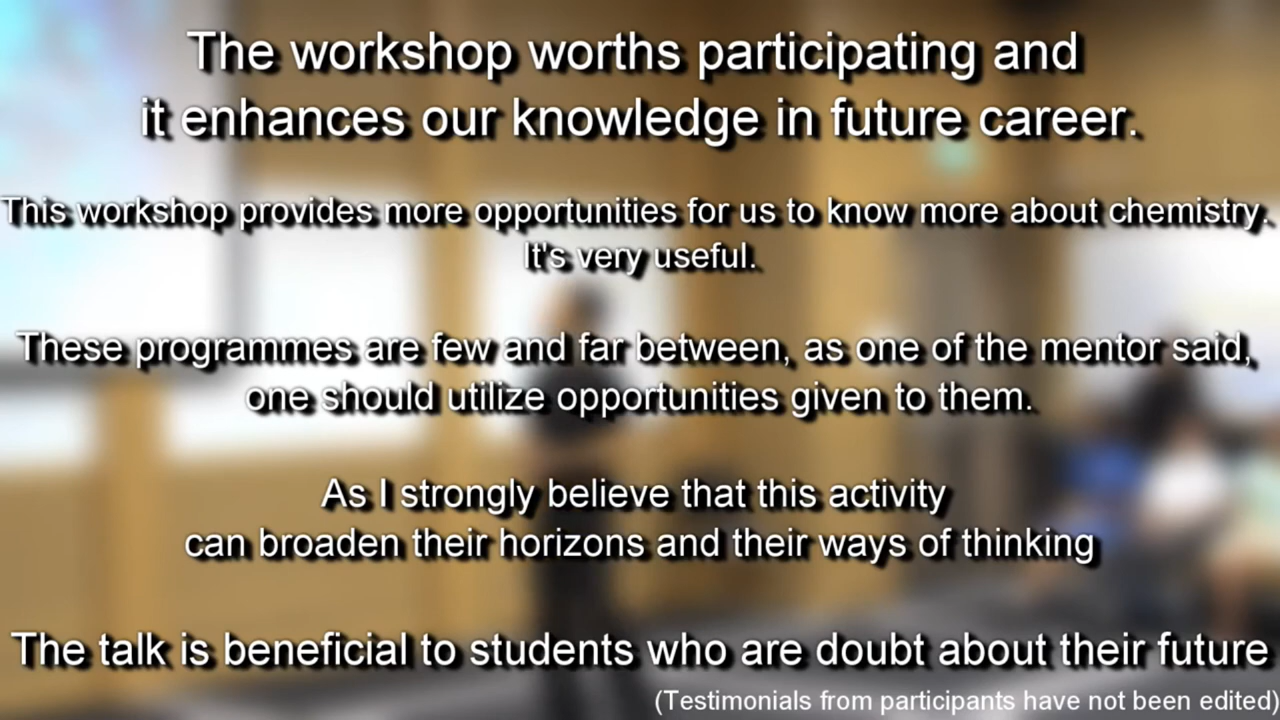 The workshop worths participating and
it enhances our knowledge in future career.
This workshop provides more opportunities for us to know more about chemistry.
It's very useful.
These programmes are few and far between, as one of the mentor said,
one should utilize opportunities given to them.
As I strongly believe that this activity
can broaden their horizons and their ways of thinking
The talk is beneficial to students who are doubt about their future
(Testimonials from participants have not been edited)